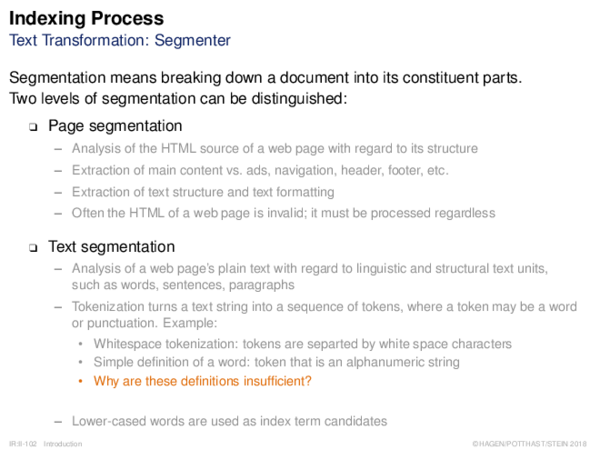 Indexing Process
Text Transformation: Segmenter
Segmentation means breaking down a document into its constituent parts.
Two levels of segmentation can be distinguished:
❑ Page segmentation
– Analysis of the HTML source of a web page with regard to its structure
– Extraction of main content vs. ads, navigation, header, footer, etc.
– Extraction of text structure and text formatting
– Often the HTML of a web page is invalid; it must be processed regardless
❑ Text segmentation
– Analysis of a web page's plain text with regard to linguistic and structural text units,
such as words, sentences, paragraphs
– Tokenization turns a text string into a sequence of tokens, where a token may be a word
or punctuation. Example:
• Whitespace tokenization: tokens are separted by white space characters
• Simple definition of a word: token that is an alphanumeric string
• Why are these definitions insufficient?
– Lower-cased words are used as index term candidates
IR:II-102 Introduction ©HAGEN/POTTHAST/STEIN 2018